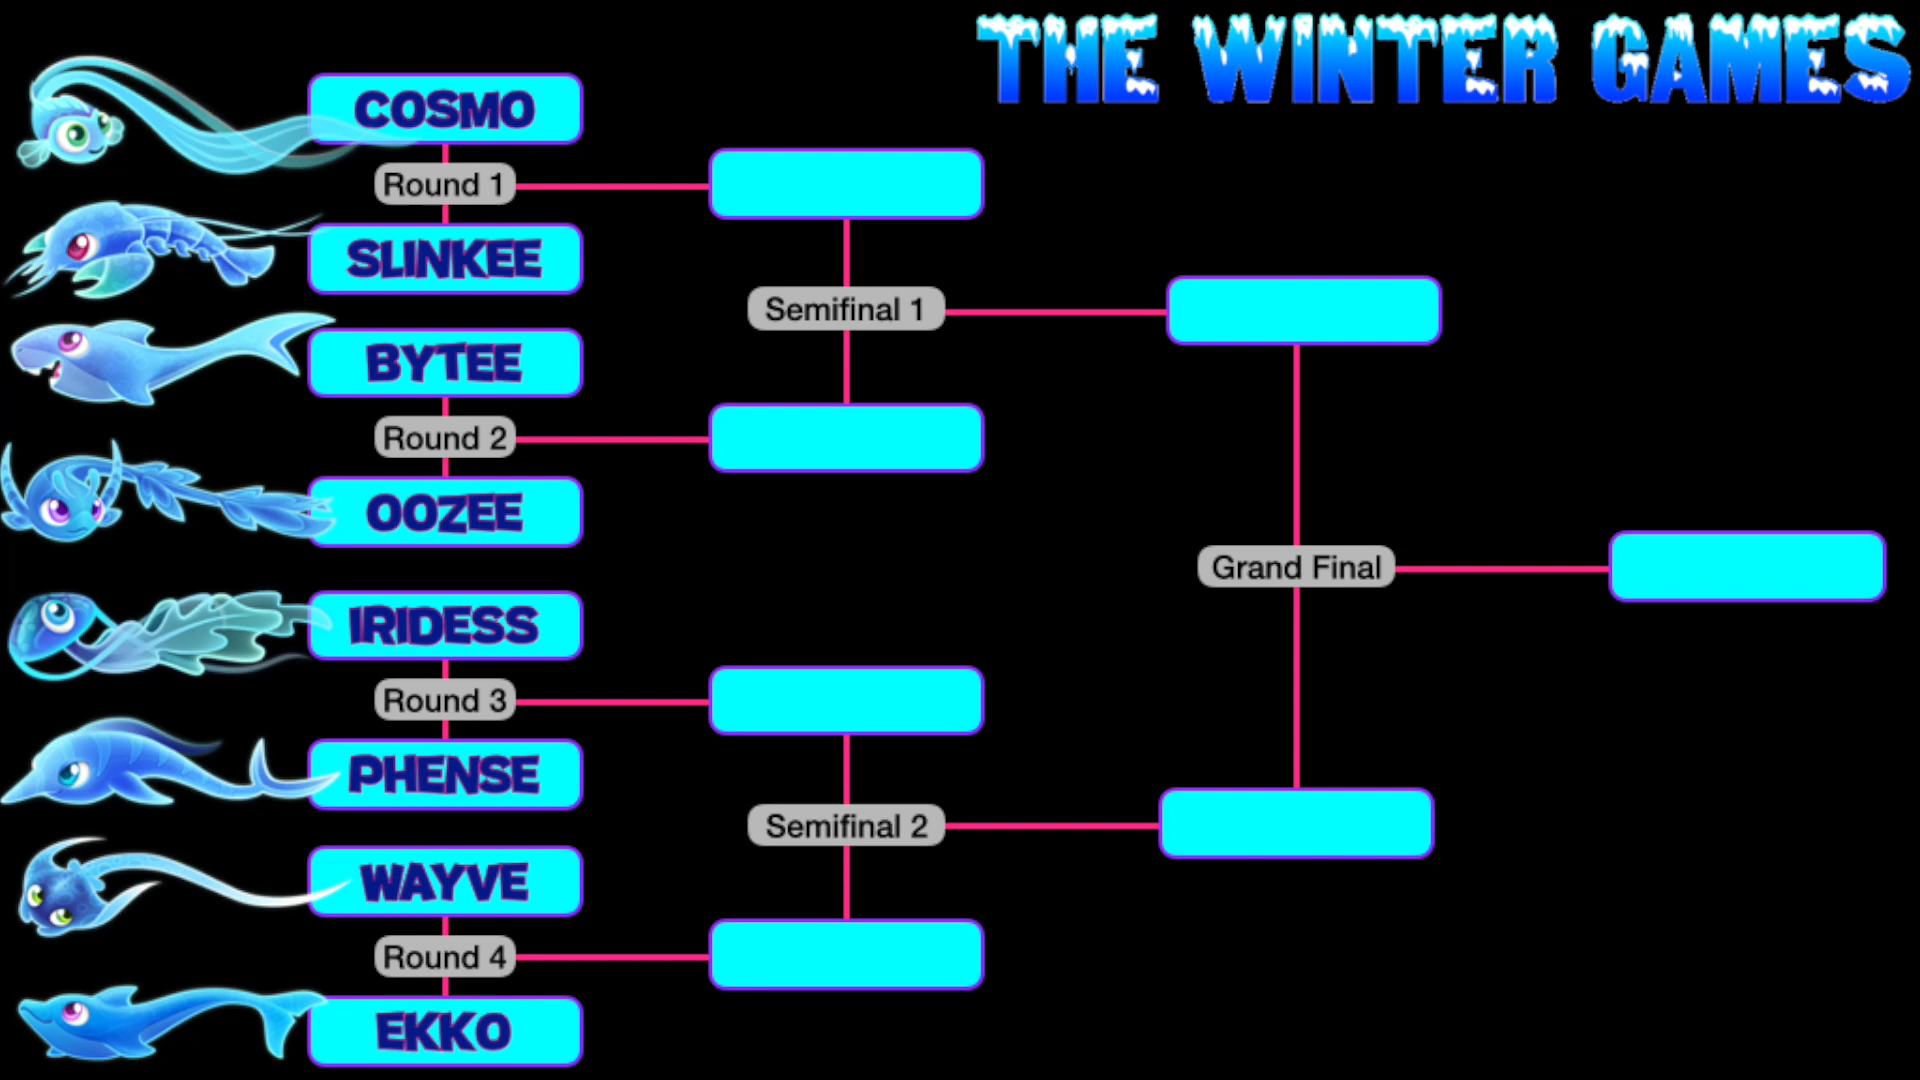 THE WINTER GAMES
COSMO
Round 1
SLINKEE
Semifinal 1
BYTEE
Round 2
OOZEE
Grand Final
IRIDESS
Round 3
PHENSE
Semifinal 2
WAYVE
Round 4
EKKO